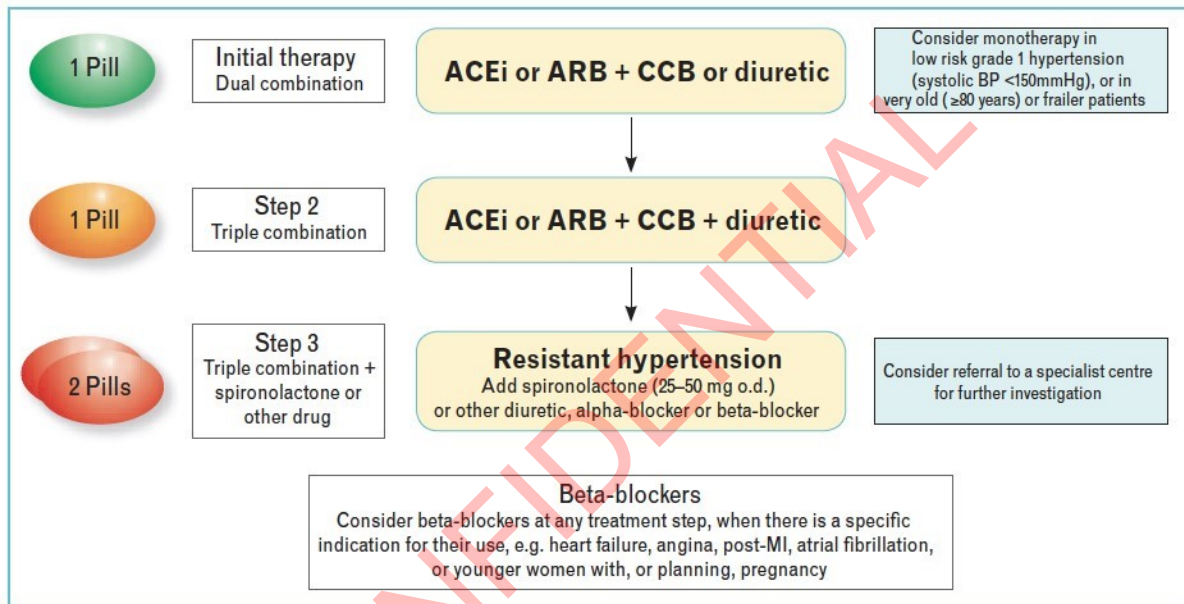 1 Pill
Initial therapy
Dual combination
ACEi or ARB + CCB or diuretic
Consider monotherapy in
low risk grade 1 hypertension
(systolic BP <150mmHg), or in
very old ( ≥80 years) or frailer patients
1 Pill
Step 2
Triple combination
ACEi or ARB + CCB + diuretic
2 Pills
Step 3
Triple combination +
spironolactone or
other drug
Resistant hypertension
Add spironolactone (25–50 mg o.d.)
or other diuretic, alpha-blocker or beta-blocker
Consider referral to a specialist centre
for further investigation
Beta-blockers
Consider beta-blockers at any treatment step, when there is a specific
indication for their use, e.g. heart failure, angina, post-MI, atrial fibrillation,
or younger women with, or planning, pregnancy
NFIDENTIAL